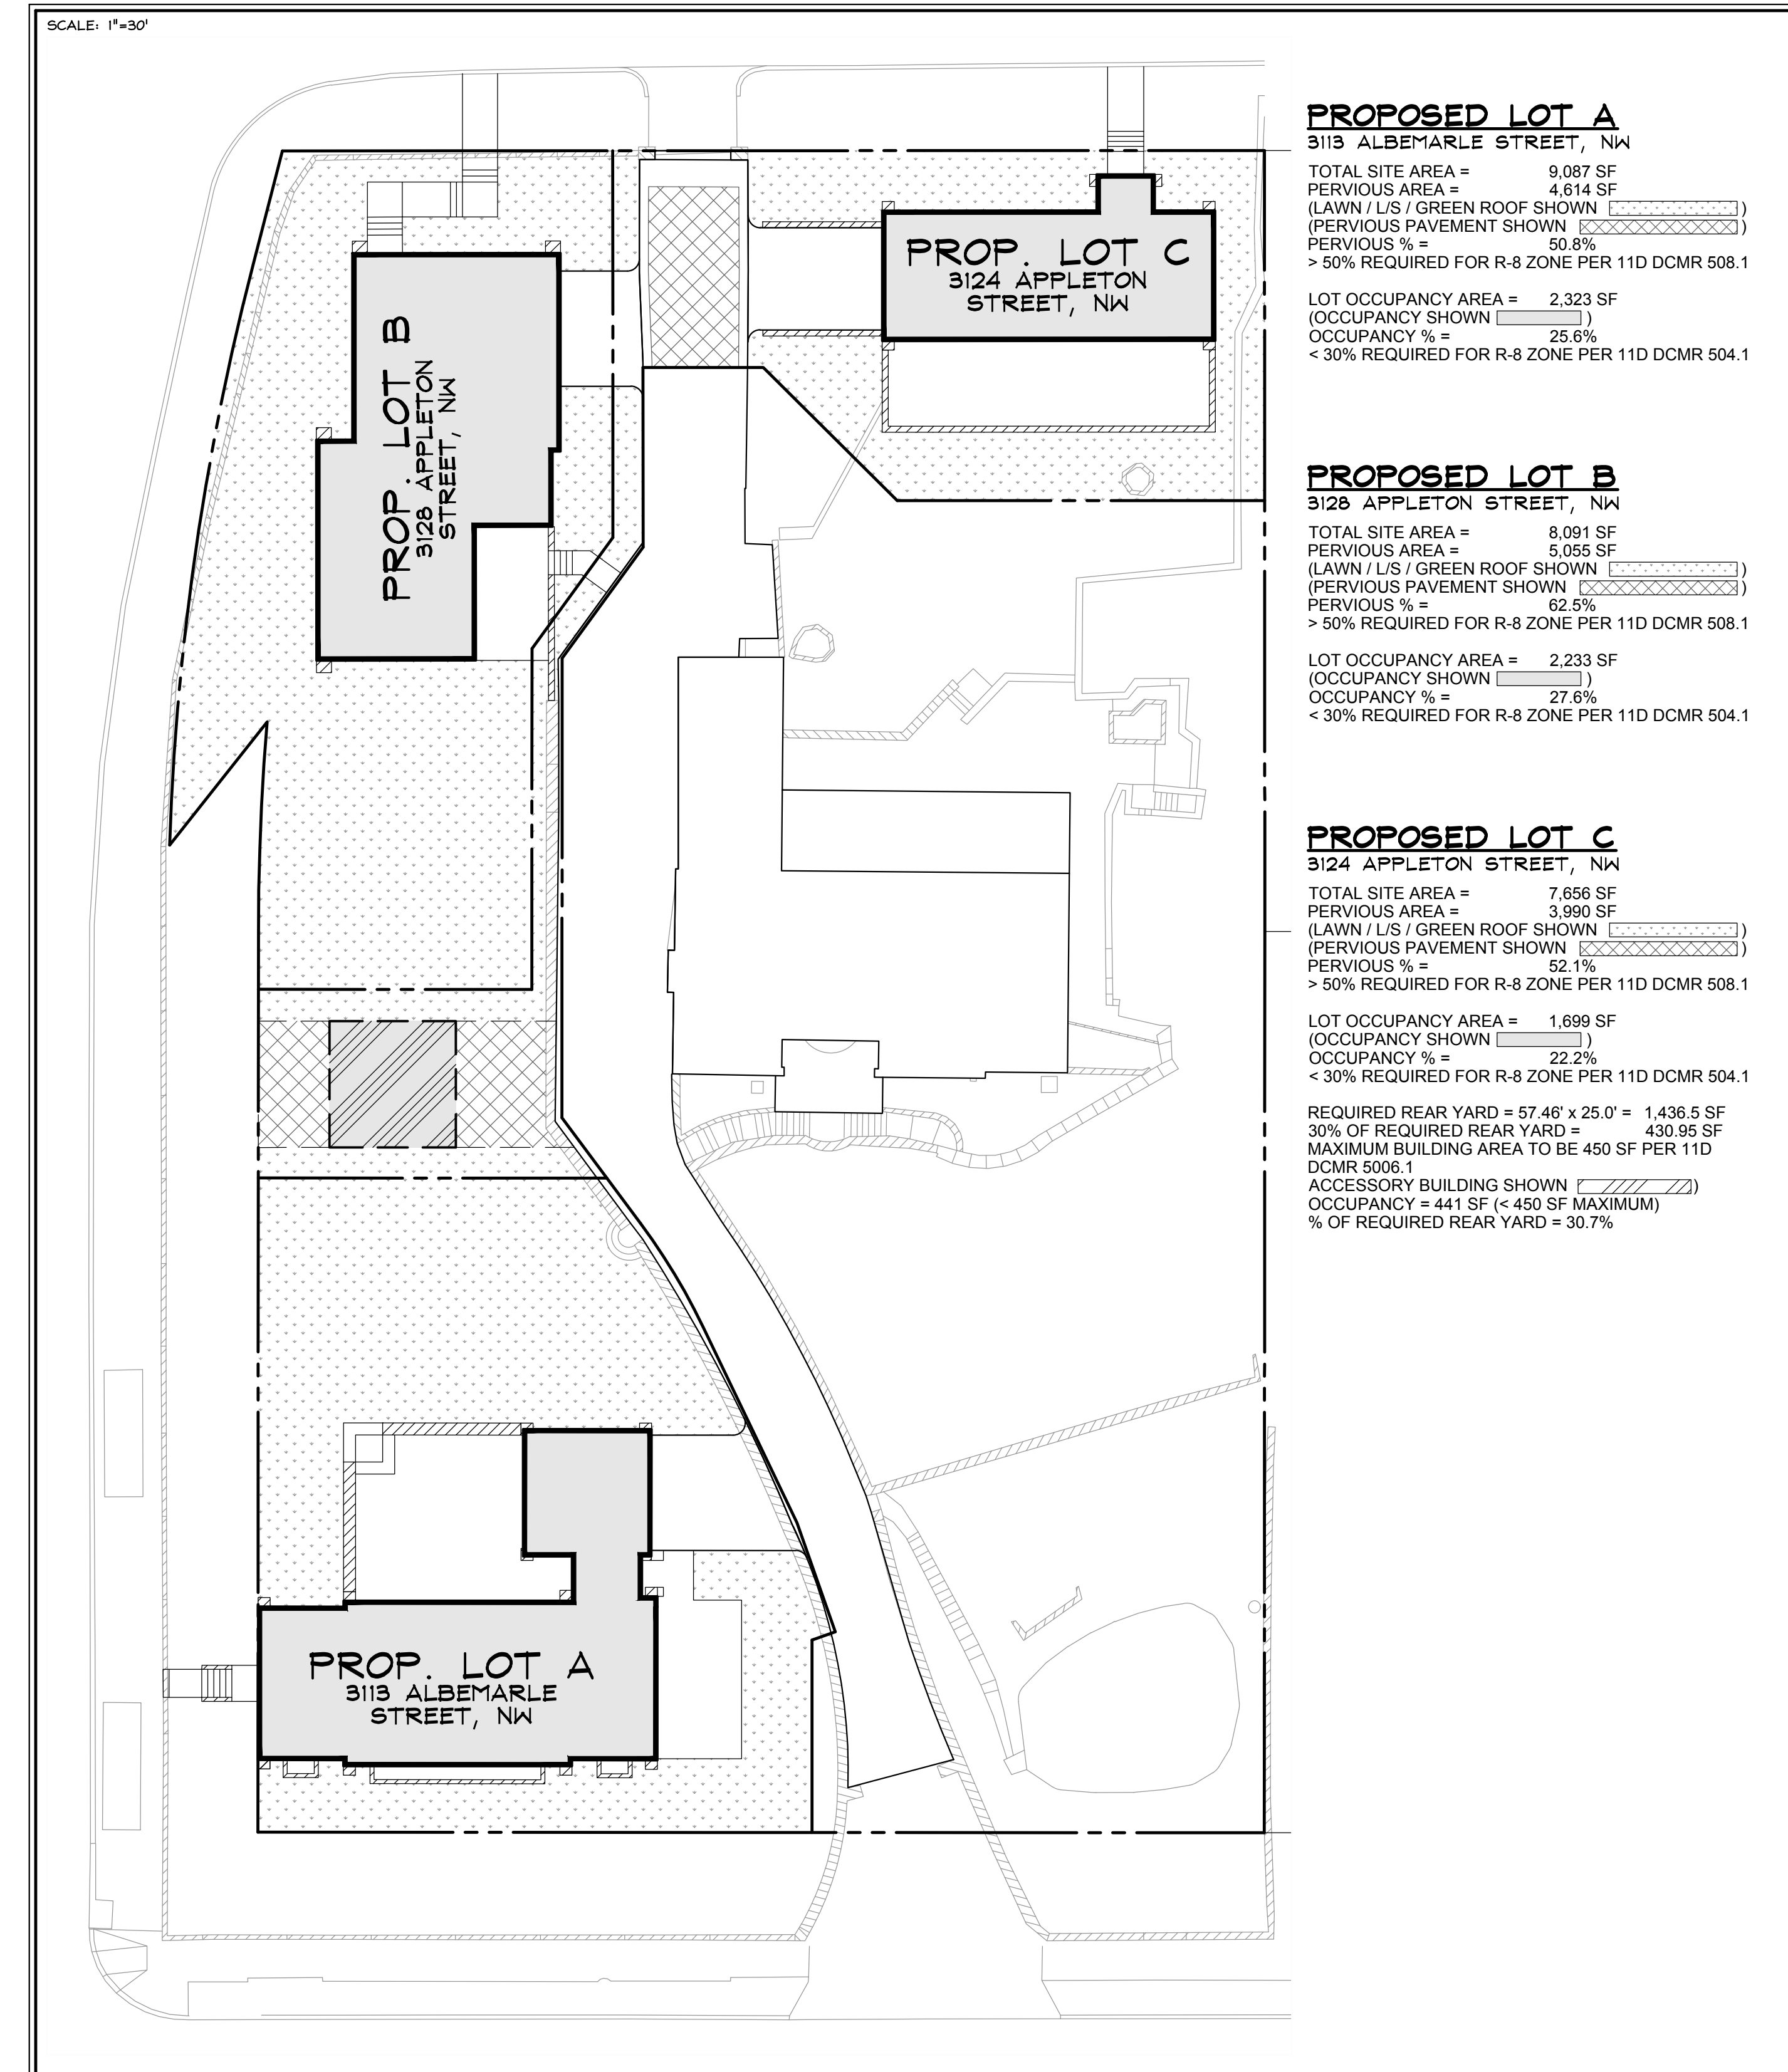 SCALE: 1"=30'
PROP. LOT C
3124 APPLETON
STREET, NW
PROP. LOT B
3128 APPLETON
STREET, NW
PROP. LOT A
3113 ALBEMARLE
STREET, NW
PROPOSED LOT A
3113 ALBEMARLE STREET, NW
TOTAL SITE AREA = 9,087 SF
PERVIOUS AREA = 4,614 SF
(LAWN / L/S / GREEN ROOF SHOWN )
(PERVIOUS PAVEMENT SHOWN )
PERVIOUS % = 50.8%
> 50% REQUIRED FOR R-8 ZONE PER 11D DCMR 508.1
LOT OCCUPANCY AREA = 2,323 SF
(OCCUPANCY SHOWN )
OCCUPANCY % = 25.6%
< 30% REQUIRED FOR R-8 ZONE PER 11D DCMR 504.1
PROPOSED LOT B
3128 APPLETON STREET, NW
TOTAL SITE AREA = 8,091 SF
PERVIOUS AREA = 5,055 SF
(LAWN / L/S / GREEN ROOF SHOWN )
(PERVIOUS PAVEMENT SHOWN )
PERVIOUS % = 62.5%
> 50% REQUIRED FOR R-8 ZONE PER 11D DCMR 508.1
LOT OCCUPANCY AREA = 2,233 SF
(OCCUPANCY SHOWN )
OCCUPANCY % = 27.6%
< 30% REQUIRED FOR R-8 ZONE PER 11D DCMR 504.1
PROPOSED LOT C
3124 APPLETON STREET, NW
TOTAL SITE AREA = 7,656 SF
PERVIOUS AREA = 3,990 SF
(LAWN / L/S / GREEN ROOF SHOWN )
(PERVIOUS PAVEMENT SHOWN )
PERVIOUS % = 52.1%
> 50% REQUIRED FOR R-8 ZONE PER 11D DCMR 508.1
LOT OCCUPANCY AREA = 1,699 SF
(OCCUPANCY SHOWN )
OCCUPANCY % = 22.2%
< 30% REQUIRED FOR R-8 ZONE PER 11D DCMR 504.1
REQUIRED REAR YARD = 57.46' x 25.0' = 1,436.5 SF
30% OF REQUIRED REAR YARD = 430.95 SF
MAXIMUM BUILDING AREA TO BE 450 SF PER 11D
DCMR 5006.1
ACCESSORY BUILDING SHOWN )
OCCUPANCY = 441 SF (< 450 SF MAXIMUM)
% OF REQUIRED REAR YARD = 30.7%